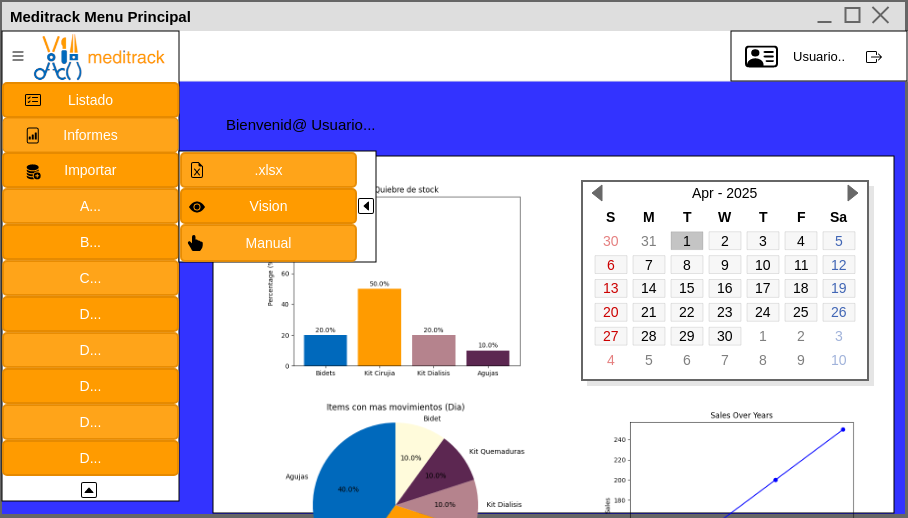 Meditrack Menu Principal
meditrack
Usuario..
Listado
Informes
Importar
A...
B...
C...
D...
D...
D...
D...
D...
.xlsx
Vision
Manual
Bienvenid@ Usuario...
Quiebre de stock
Percentage (%
60
40
20
0
20.0%
50.0%
20.0%
10.0%
Bidets
Kit Cirujia
Kit Dialisis
Agujas
Apr - 2025
S M T W T F Sa
30 31 1 2 3 4 5
6 7 8 9 10 11 12
13 14 15 16 17 18 19
20 21 22 23 24 25 26
27 28 29 30 1 2 3
4 5 6 7 8 9 10
Items con mas movimientos (Dia)
Bidet
Kit Quemaduras
Agujas
Kit Dialisis
10.0%
10.0%
40.0%
10.0%
Sales Over Years
240
220
200
180
Sales